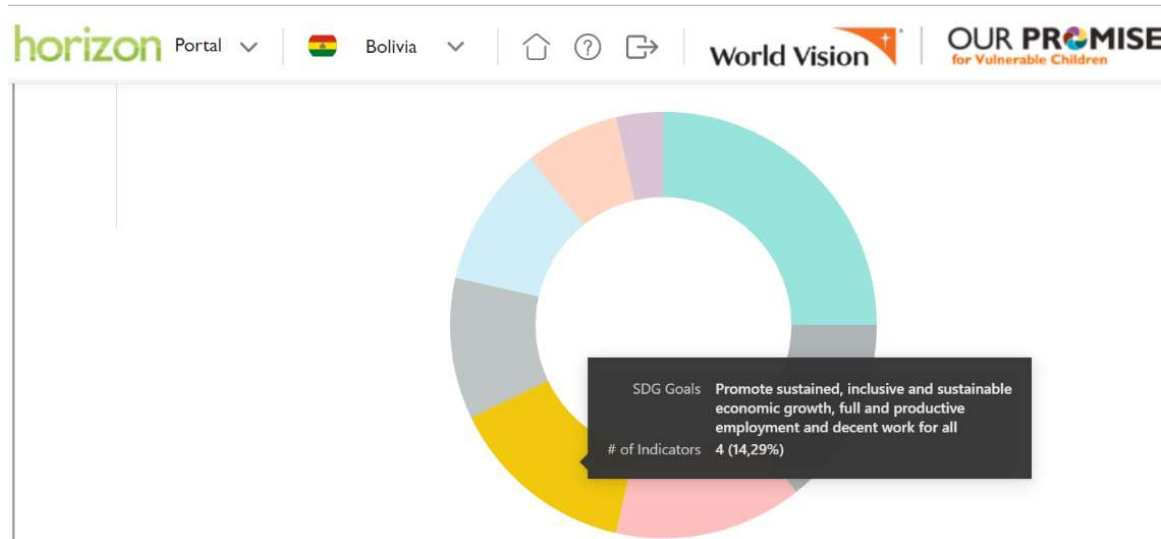 horizon Portal Bolivia World Vision OUR PROMISE
for Vulnerable Children
SDG Goals Promote sustained, inclusive and sustainable
economic growth, full and productive
employment and decent work for all
# of Indicators 4 (14,29%)